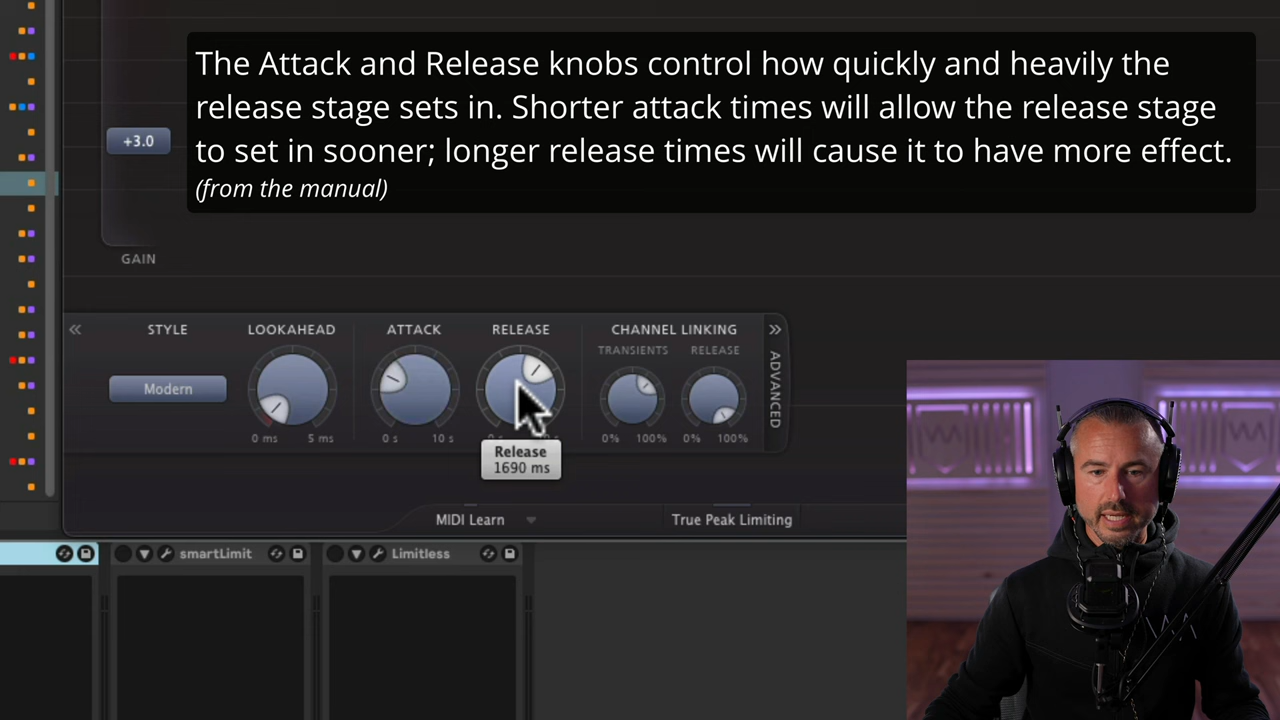 The Attack and Release knobs control how quickly and heavily the
release stage sets in. Shorter attack times will allow the release stage
to set in sooner; longer release times will cause it to have more effect.
(from the manual)
+3.0
GAIN
STYLE
LOOKAHEAD
ATTACK
RELEASE
CHANNEL LINKING
TRANSIENTS
RELEASE
Modern
ADVANCED
0 ms
5 ms
0 s
10 s
0%
100%
0%
100%
Release
1690 ms
MIDI Learn
True Peak Limiting
smartLimit
Limitless